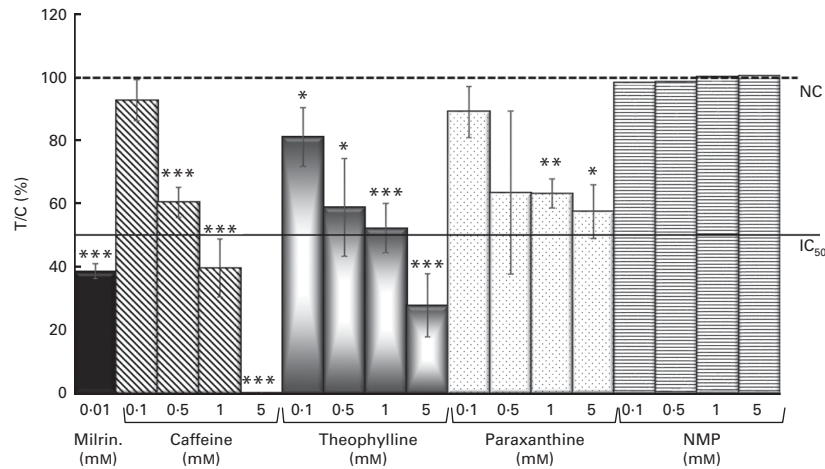 120
100
80
60
40
20
0
T/C (%)
NC
IC50
***
***
***
***
*
*
***
***
**
*
0·01 0·1 0·5 1 5 0·1 0·5 1 5 0·1 0·5 1 5 0·1 0·5 1 5
Milrin. Caffeine Theophylline Paraxanthine NMP
(mM) (mM) (mM) (mM) (mM)